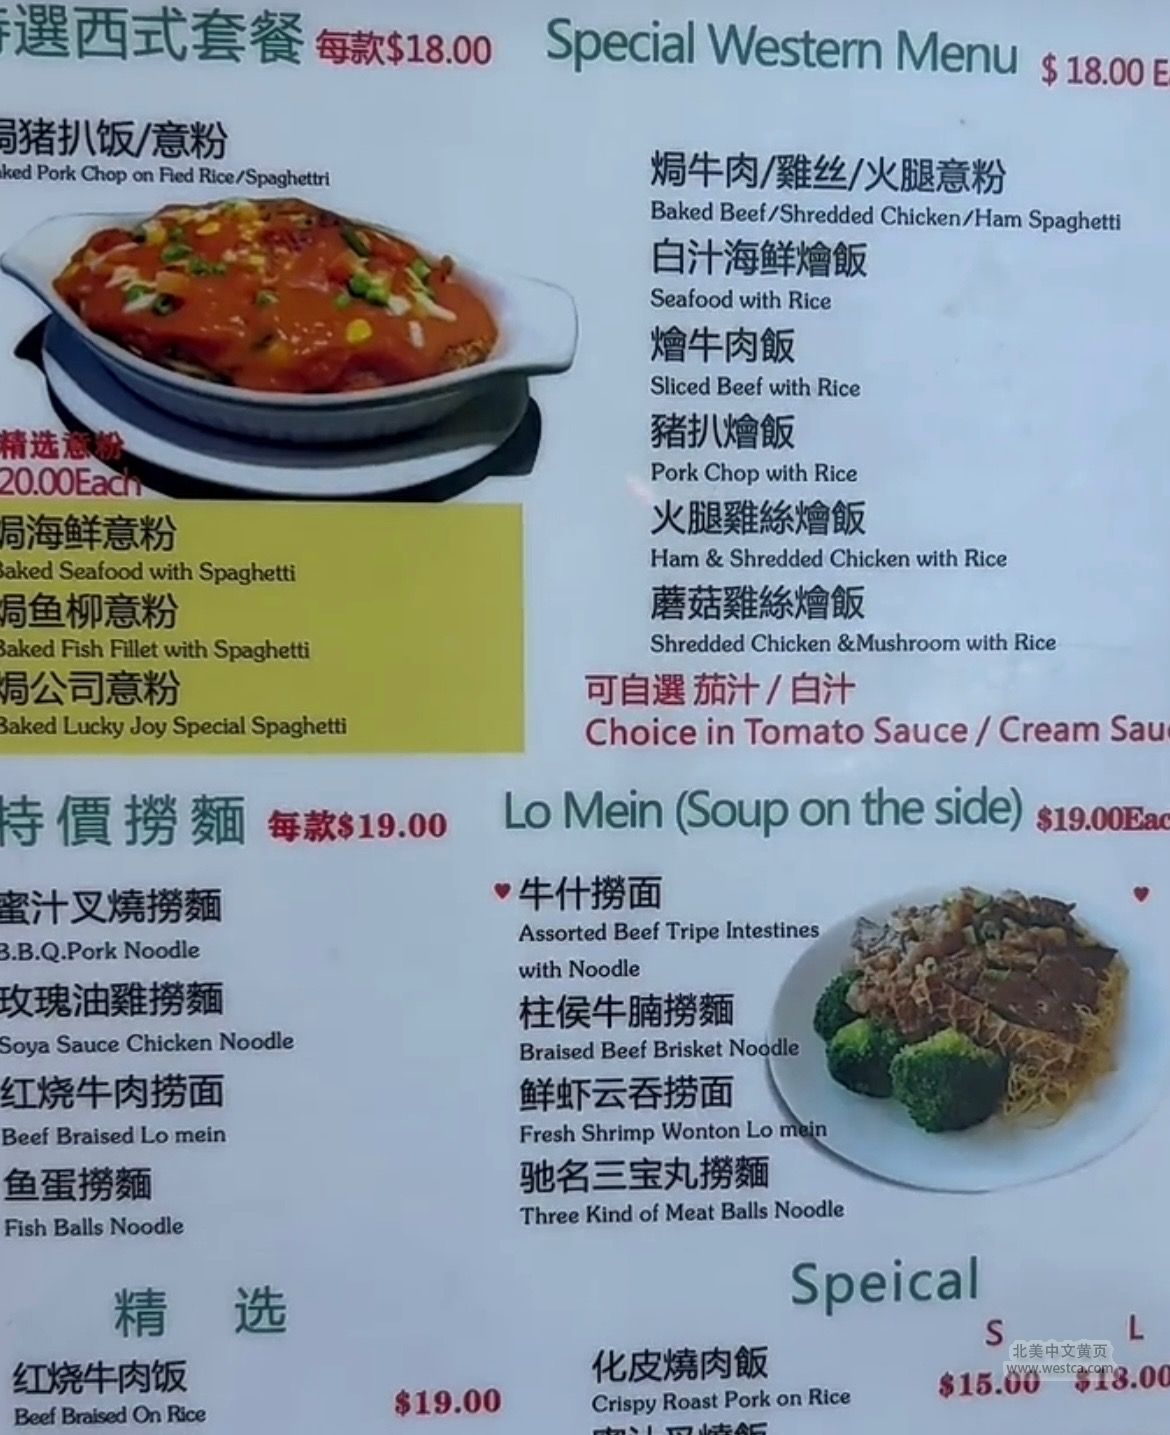 選西式套餐 每款$18.00
Special Western Menu $ 18.00
焗猪扒饭/意粉
ked Pork Chop on Fied Rice/Spaghettri
精选意粉
20.00Each
焗海鲜意粉
Baked Seafood with Spaghetti
焗鱼柳意粉
Baked Fish Fillet with Spaghetti
焗公司意粉
Baked Lucky Joy Special Spaghetti
焗牛肉/雞丝/火腿意粉
Baked Beef/Shredded Chicken/Ham Spaghetti
白汁海鮮燴飯
Seafood with Rice
燴牛肉飯
Sliced Beef with Rice
豬扒燴飯
Pork Chop with Rice
火腿雞絲燴飯
Ham & Shredded Chicken with Rice
蘑菇雞絲燴飯
Shredded Chicken &Mushroom with Rice
可自選 茄汁 / 白汁
Choice in Tomato Sauce / Cream Sau
特價撈麵 每款$19.00
Lo Mein (Soup on the side) $19.00Eac
蜜汁叉燒撈麵
B.B.Q.Pork Noodle
玫瑰油雞撈麵
Soya Sauce Chicken Noodle
红烧牛肉捞面
Beef Braised Lo mein
鱼蛋撈麵
Fish Balls Noodle
牛什撈面
Assorted Beef Tripe Intestines
with Noodle
柱侯牛腩撈麵
Braised Beef Brisket Noodle
鲜虾云吞捞面
Fresh Shrimp Wonton Lo mein
驰名三宝丸撈麵
Three Kind of Meat Balls Noodle
精 选
红烧牛肉饭
Beef Braised On Rice
$19.00
Speical
S L
化皮燒肉飯
Crispy Roast Pork on Rice
$15.00 $18.00
北美中文黄页
www.westca.com